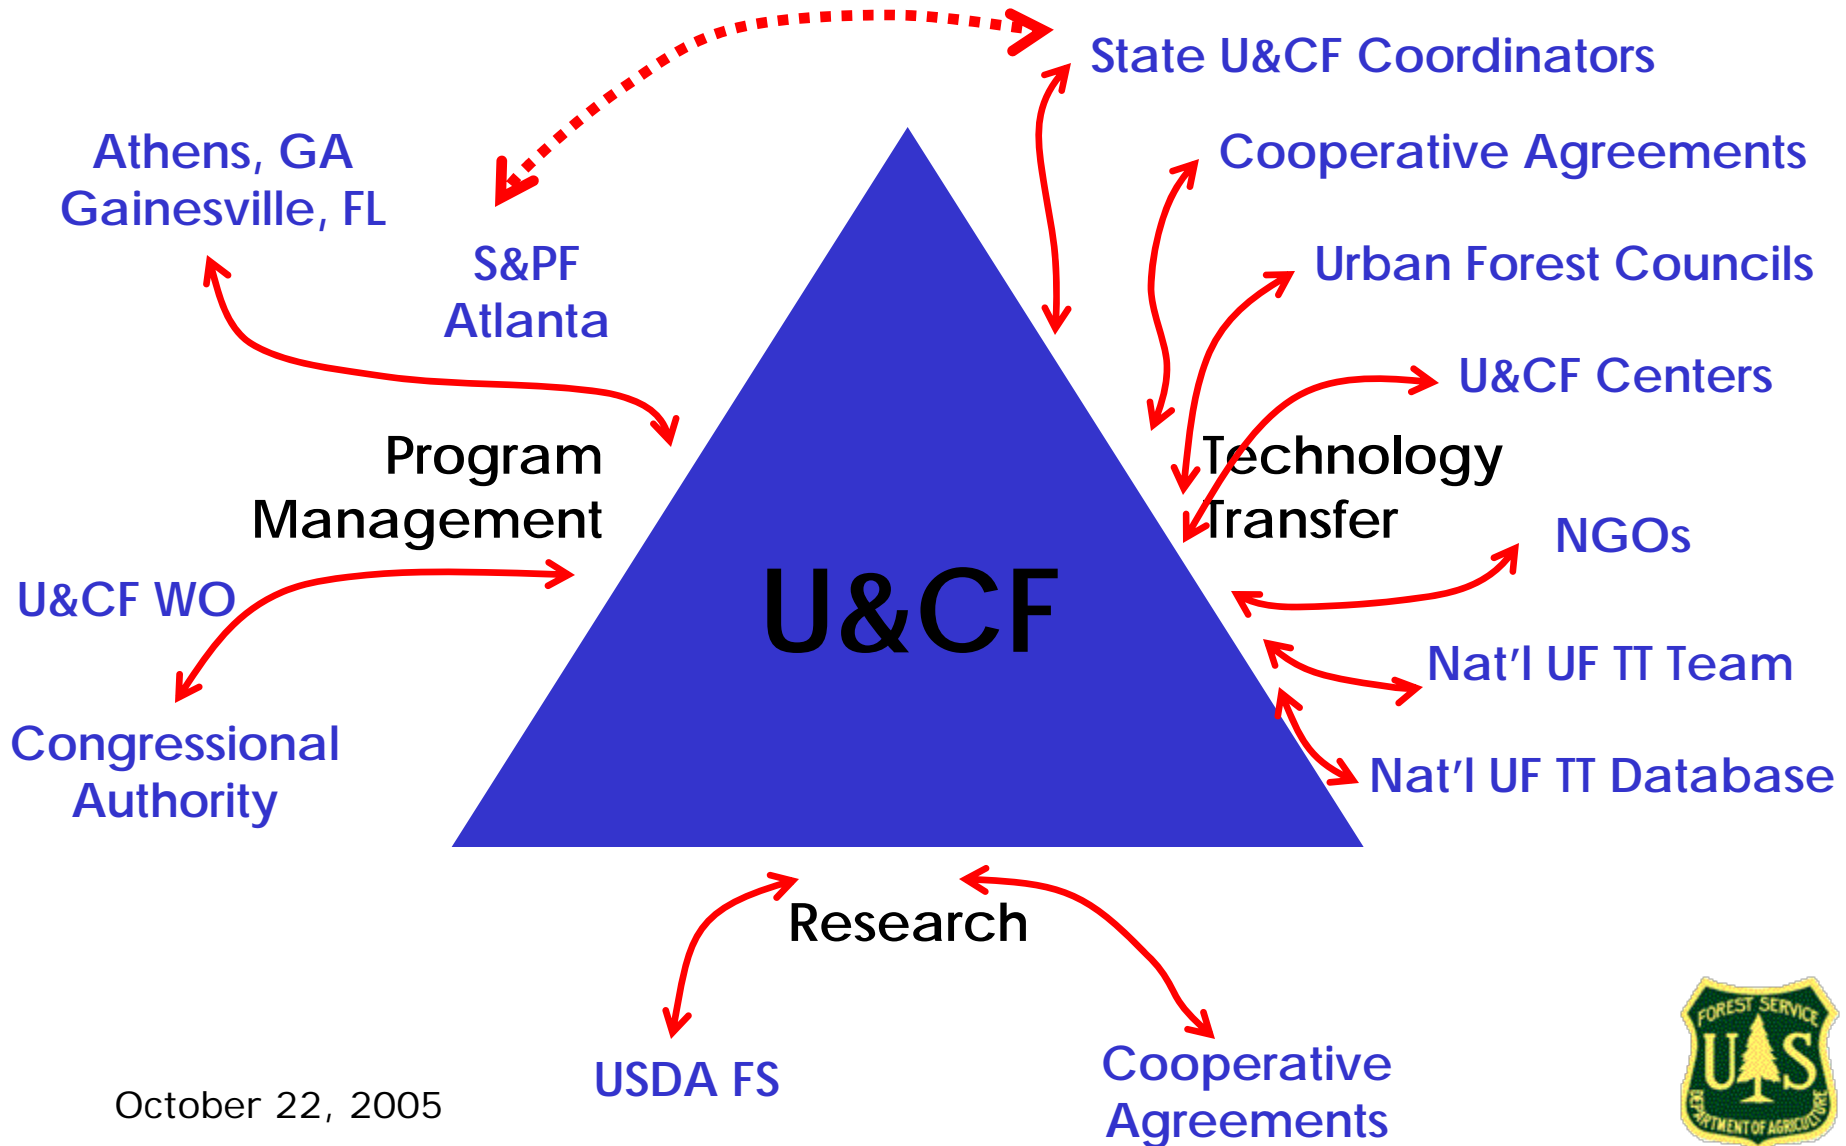 State U&CF Coordinators
Athens, GA
Gainesville, FL
Cooperative Agreements
S&PF
Atlanta
Urban Forest Councils
U&CF Centers
Program
Management
Technology
Transfer
NGOs
U&CF WO
U&CF
Nat'l UF TT Team
Congressional
Authority
Nat'l UF TT Database
Research
USDA FS
Cooperative
Agreements
October 22, 2005
FOREST SERVICE
U S
DEPARTMENT OF AGRICULTURE